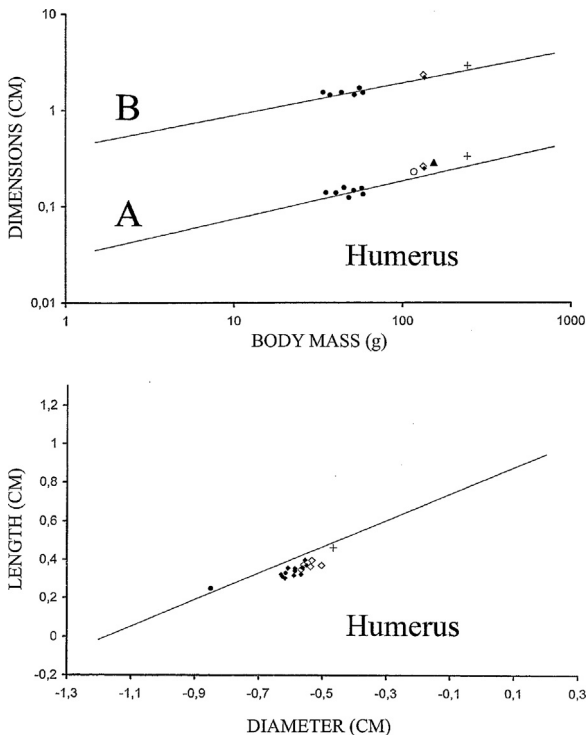 10
B
1
DIMENSIONS (CM)
0,1
A
Humerus
0,01
1 10 100 1000
BODY MASS (g)
1,2
1
0,8
LENGTH (CM)
0,6
0,4
0,2
Humerus
0
-0,2
-1,3 -1,1 -0,9 -0,7 -0,5 -0,3 -0,1 0,1 0,3
DIAMETER (CM)